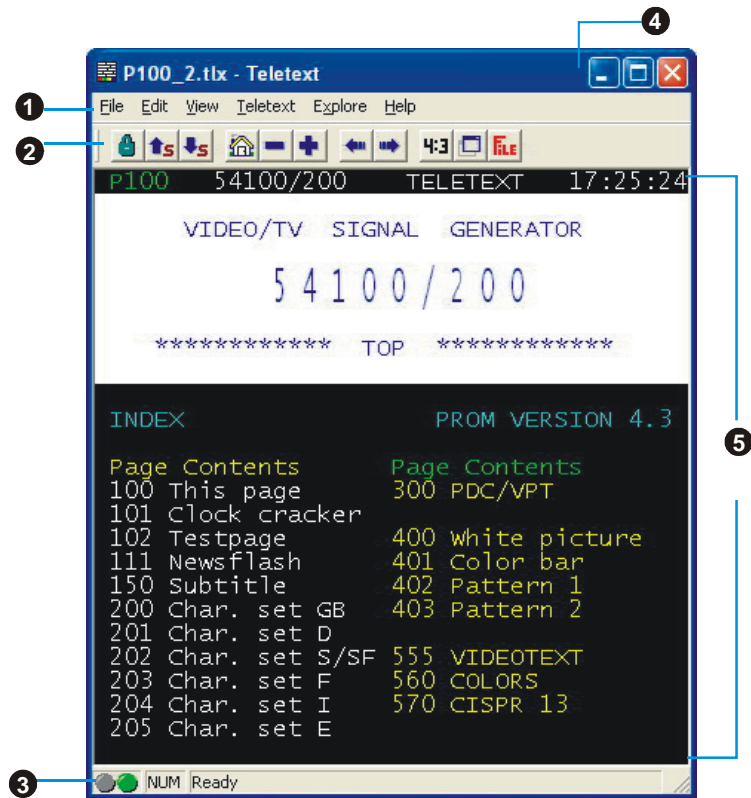 4
P100_2.tlx - Teletext
1
File Edit View Teletext Explore Help
2
S S 4:3 FILE
P100 54100/200 TELETEXT 17:25:24
VIDEO/TV SIGNAL GENERATOR
54100/200
************ TOP ************
INDEX PROM VERSION 4.3
5
Page Contents Page Contents
100 This page 300 PDC/VPT
101 Clock cracker
102 Testpage 400 White picture
111 Newsflash 401 Color bar
150 Subtitle 402 Pattern 1
200 Char. set GB 403 Pattern 2
201 Char. set D
202 Char. set S/SF 555 VIDEOTEXT
203 Char. set F 560 COLORS
204 Char. set I 570 CISPR 13
205 Char. set E
3
NUM Ready